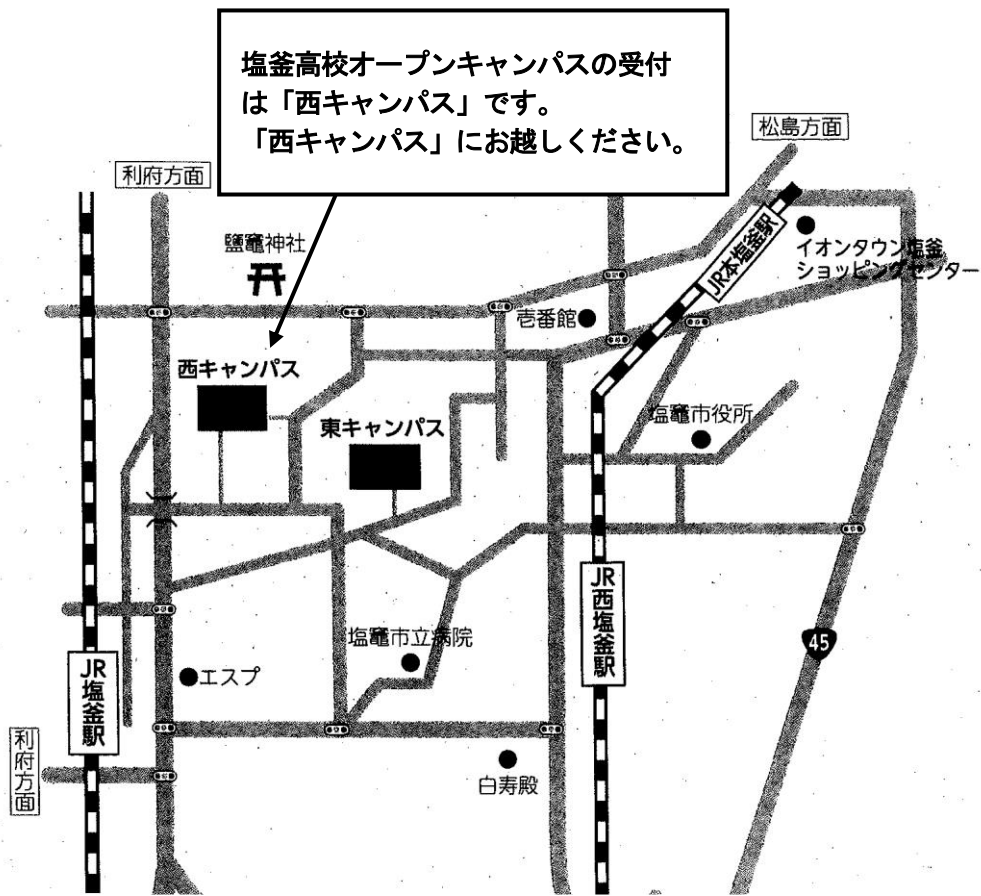 塩釜高校オープンキャンパスの受付
は「西キャンパス」です。
「西キャンパス」にお越しください。
松島方面
利府方面
鹽竈神社
JR本塩釜駅
イオンタウン塩釜
ショッピングセンター
壱番館
西キャンパス
東キャンパス
塩竈市役所
JR西塩釜駅
塩竈市立病院
45
エスプ
JR塩釜駅
利府方面
白寿殿